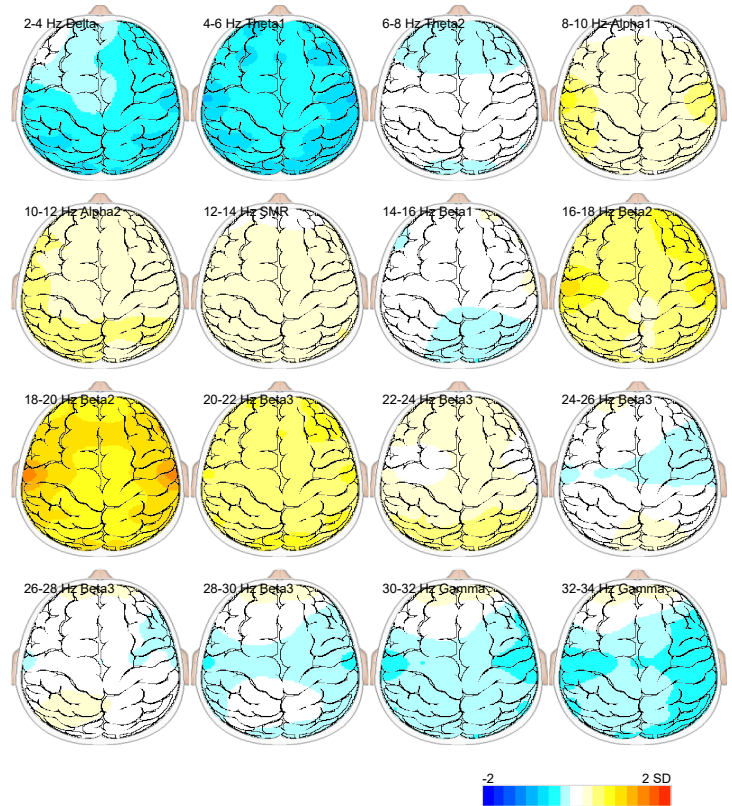 2-4 Hz Delta
4-6 Hz Theta1
6-8 Hz Theta2
8-10 Hz Alpha1
10-12 Hz Alpha2
12-14 Hz SMR
14-16 Hz Beta1
16-18 Hz Beta2
18-20 Hz Beta2
20-22 Hz Beta3
22-24 Hz Beta3
24-26 Hz Beta3
26-28 Hz Beta3
28-30 Hz Beta3
30-32 Hz Gamma
32-34 Hz Gamma
-2 2 SD